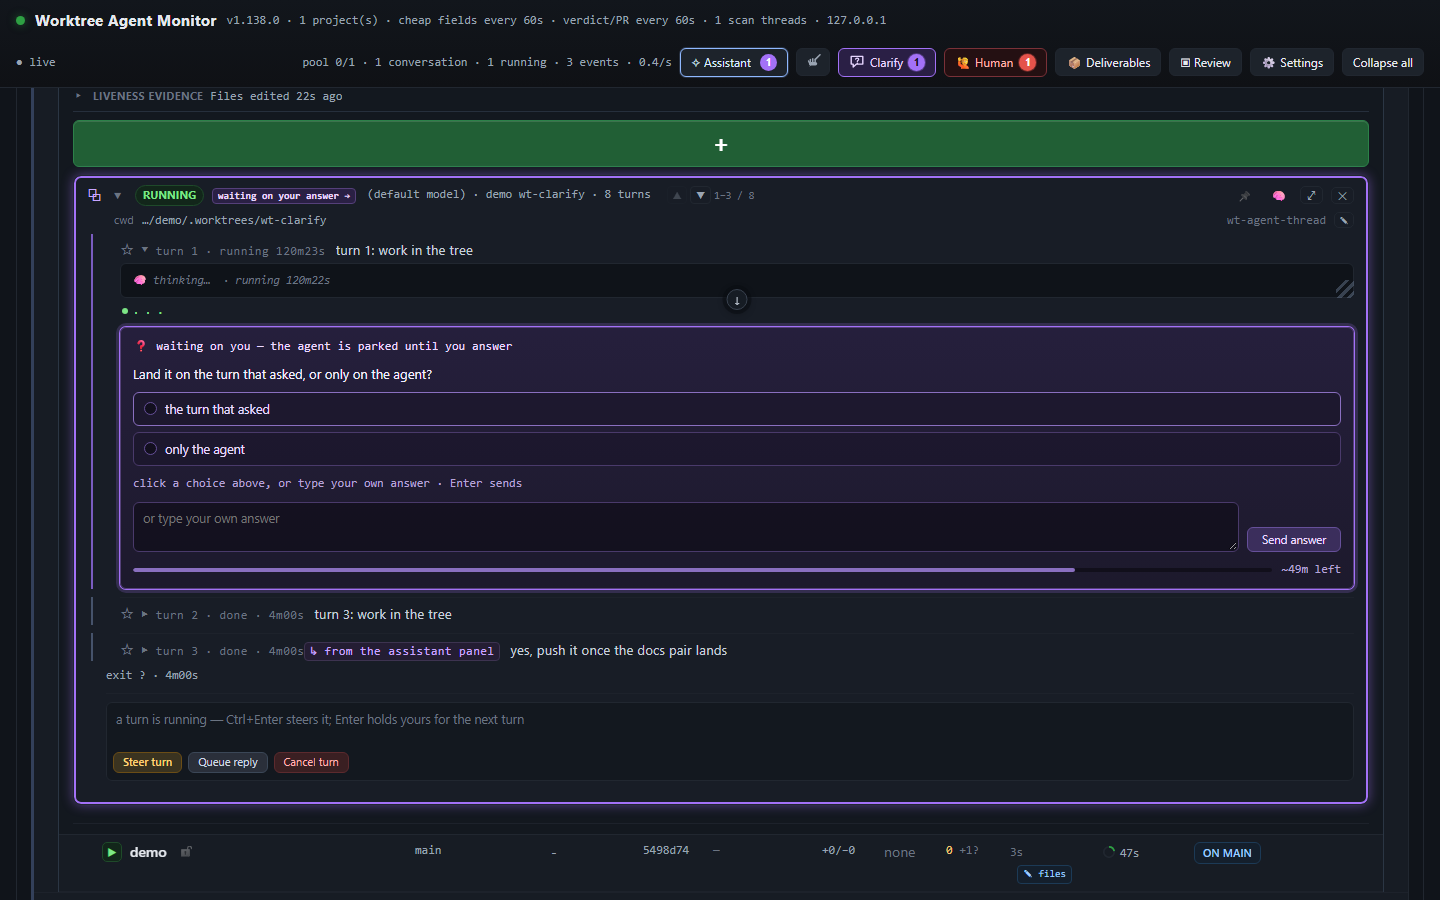 Worktree Agent Monitor v1.138.0 · 1 project(s) · cheap fields every 60s · verdict/PR every 60s · 1 scan threads · 127.0.0.1
live pool 0/1 · 1 conversation · 1 running · 3 events · 0.4/s Assistant 1 Clarify 1 Human 1 Deliverables Review Settings Collapse all
LIVENESS EVIDENCE Files edited 22s ago
+
RUNNING waiting on your answer → (default model) · demo wt-clarify · 8 turns ▲ ▼ 1–3 / 8
cwd …/demo/.worktrees/wt-clarify wt-agent-thread
turn 1 · running 120m23s turn 1: work in the tree
thinking… · running 120m22s
↓
. . .
❓ waiting on you — the agent is parked until you answer
Land it on the turn that asked, or only on the agent?
the turn that asked
only the agent
click a choice above, or type your own answer · Enter sends
or type your own answer
Send answer
~49m left
turn 2 · done · 4m00s turn 3: work in the tree
turn 3 · done · 4m00s ↳ from the assistant panel yes, push it once the docs pair lands
exit ? · 4m00s
a turn is running — Ctrl+Enter steers it; Enter holds yours for the next turn
Steer turn Queue reply Cancel turn
demo main - 5498d74 — +0/−0 none 0 +1? 3s 47s ON MAIN
files